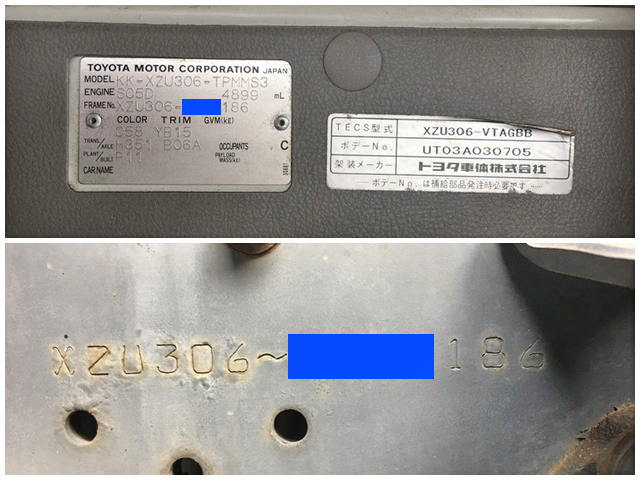 TOYOTA MOTOR CORPORATION JAPAN
MODEL KK-XZU306-TPMMS3
ENGINE S05D 4899 mL
FRAME No. XZU306- 186
COLOR TRIM GVM(kg)
058 YB15
TRANS./AXLE M351 B06A OCCUPANTS C
PLANT/BUILT P11 PAYLOAD MASS(kg)
CAR NAME
TECS型式 XZU306-VTAGBB
ボデーNo. UT03A030705
架装メーカー トヨタ車体株式会社
ボデーNo.は補給部品発注時必要です
XZU306~ 186